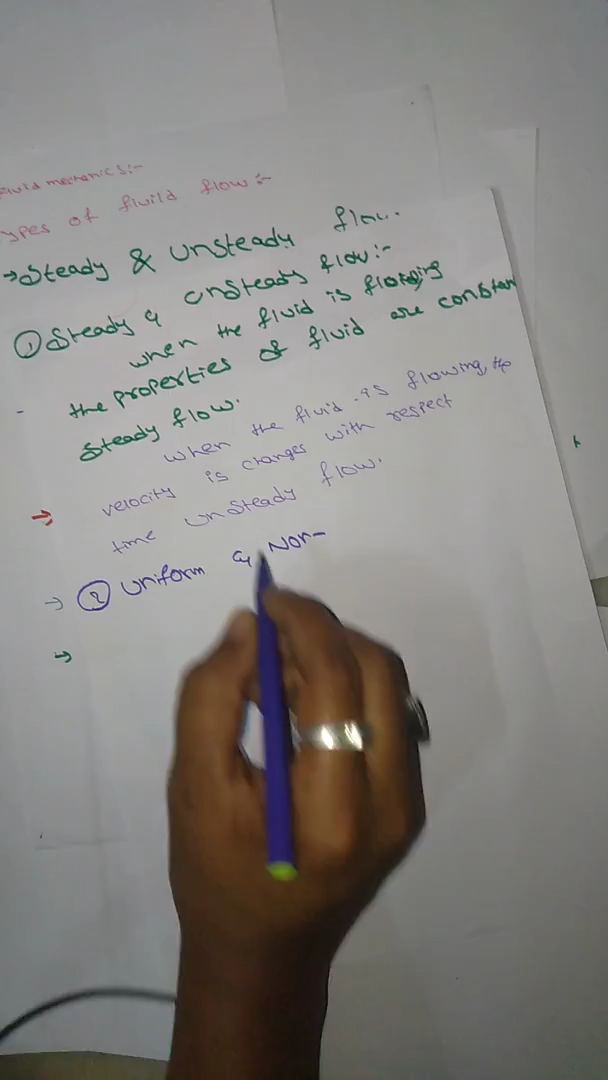 fluid mechanics:-
types of fluild flow:-
→ Steady & Unsteady flow.
① Steady & unsteady flow:-
when the fluid is flowing
- the properties of fluid are constan
steady flow.
when the fluid is flowing, the
→ velocity is changes with respect
time unsteady flow.
→ ② Uniform & Non-
→